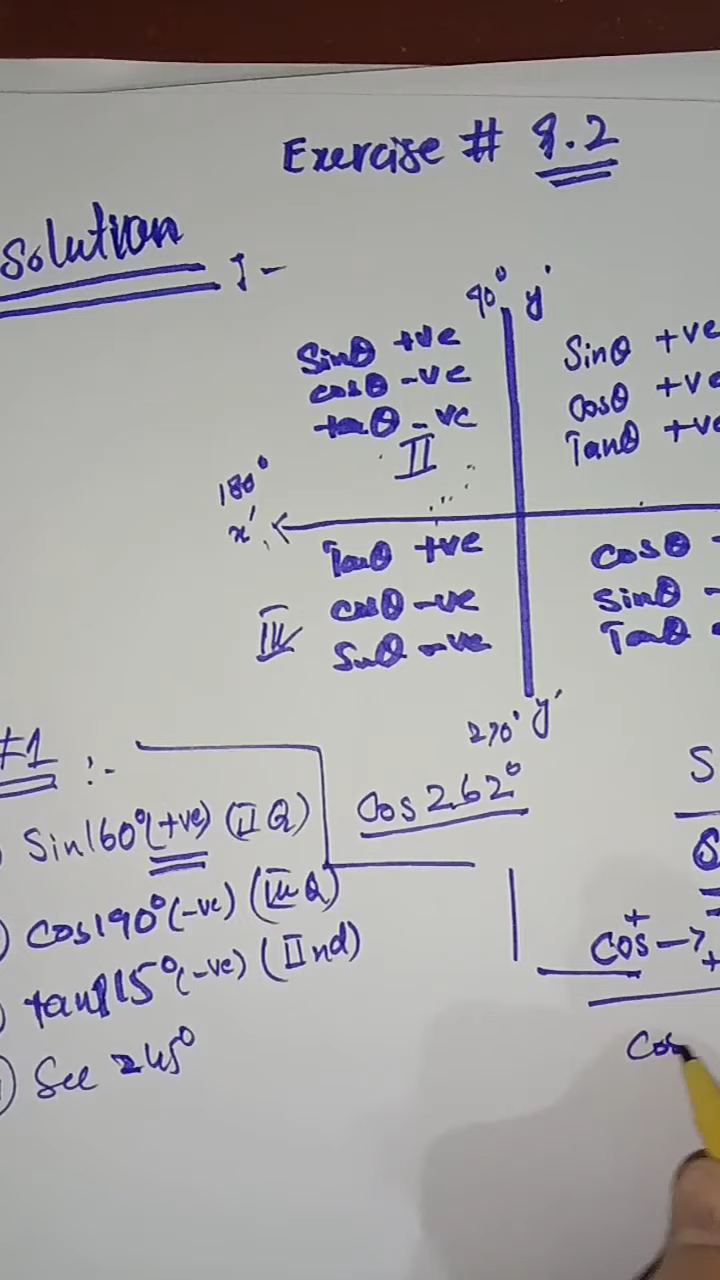 Exercise # 9.2
Solution :-
90° y
Sinθ +ve
cosθ -ve
tanθ -ve
II
Sinθ +ve
Cosθ +ve
Tanθ +ve
180°
x'
Tanθ +ve
cosθ -ve
Sinθ -ve
III
cosθ
sinθ -
Tanθ
270° y'
#1 :-
Sin160° (+ve) (II Q)
Cos190° (-ve) (III Q)
tan115° (-ve) (IInd)
Sec 245°
Cos 262°
S
S
+
Cos →
+
Cos